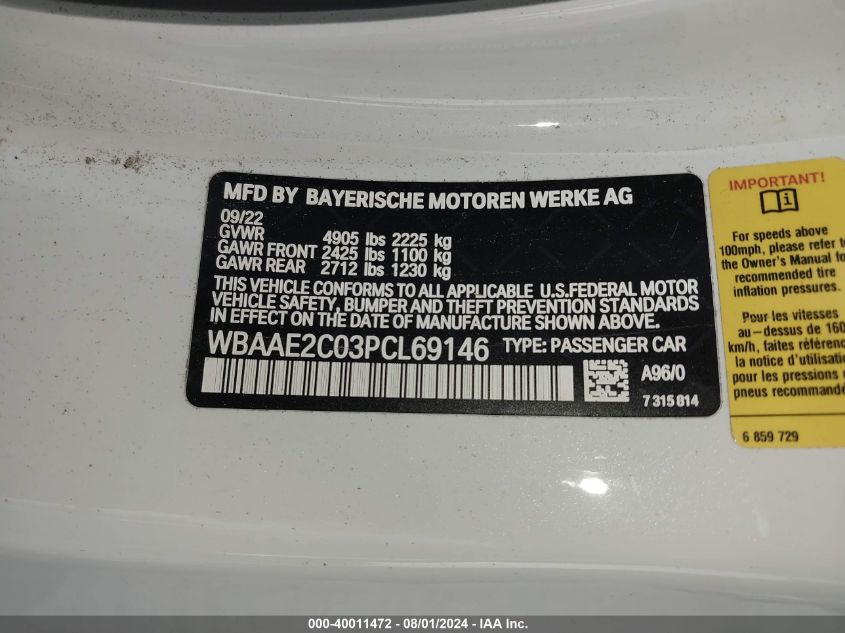 MFD BY BAYERISCHE MOTOREN WERKE AG
09/22
GVWR 4905 lbs 2225 kg
GAWR FRONT 2425 lbs 1100 kg
GAWR REAR 2712 lbs 1230 kg
THIS VEHICLE CONFORMS TO ALL APPLICABLE U.S.FEDERAL MOTOR
VEHICLE SAFETY, BUMPER AND THEFT PREVENTION STANDARDS
IN EFFECT ON THE DATE OF MANUFACTURE SHOWN ABOVE.
WBAAE2C03PCL69146 TYPE: PASSENGER CAR
A96/0
7 315 814
IMPORTANT!
For speeds above
100mph, please refer to
the Owner's Manual for
recommended tire
inflation pressures.
Pour les vitesses
au-dessus de 160
km/h, faites
la notice
pour les pressions
pneus
6 859 729
000-40011472 - 08/01/2024 - IAA Inc.